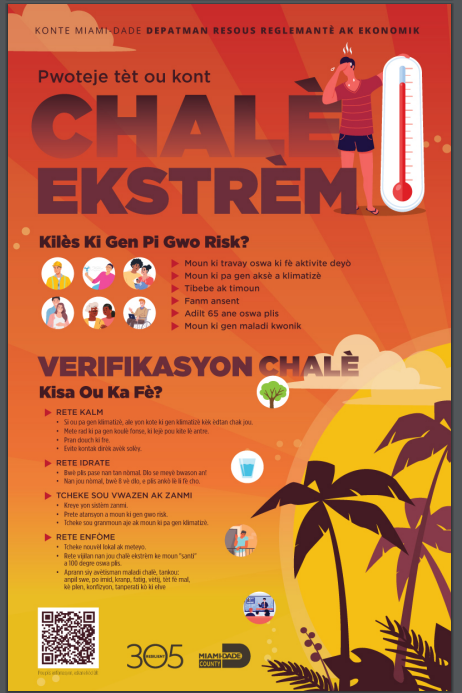 KONTE MIAMI-DADE DEPATMAN RESOUS REGLEMANTÈ AK EKONOMIK
Pwoteje tèt ou kont
CHALÈ
EKSTRÈM
Kilès Ki Gen Pi Gwo Risk?
Moun ki travay oswa ki fè aktivite deyò
Moun ki pa gen aksè a klimatizè
Tibebe ak timoun
Fanm ansent
Adilt 65 ane oswa plis
Moun ki gen maladi kwonik
VERIFIKASYON CHALÈ
Kisa Ou Ka Fè?
RETE KALM
• Si ou pa gen klimatizè, ale yon kote ki gen klimatizèt kèk èdtan chak jou.
• Mete rad ki pa gen koulè fonse, ki lejè pou kite lè antre.
• Pran douch ki fre.
• Evite kontak dirèk avèk solèy.
RETE IDRATE
• Bwè plis pase nan tan nòmal. Dlo se meyè bwason an!
• Nan jou nòmal, bwè 8 vè dlo, e plis ankò lè li fè cho.
TCHEKE SOU VWAZEN AK ZANMI
• Kreye yon sistèm zanmi.
• Prete atansyon a moun ki gen gwo risk.
• Tcheke sou granmoun aje ak moun ki pa gen klimatizè.
RETE ENFÒME
• Tcheke nouvèl lokal ak meteyo.
• Rete vijilan nan jou chalè ekstrèm ke moun "santi"
a 100 degre oswa plis.
• Aprann siy avètisman maladi chalè, tankou:
anpil swe, po imid, kranp, fatig, vètij, tèt fè mal,
kè plen, konfizyon, tanperati kò ki elve
RESILIENT
305
MIAMI-DADE
COUNTY